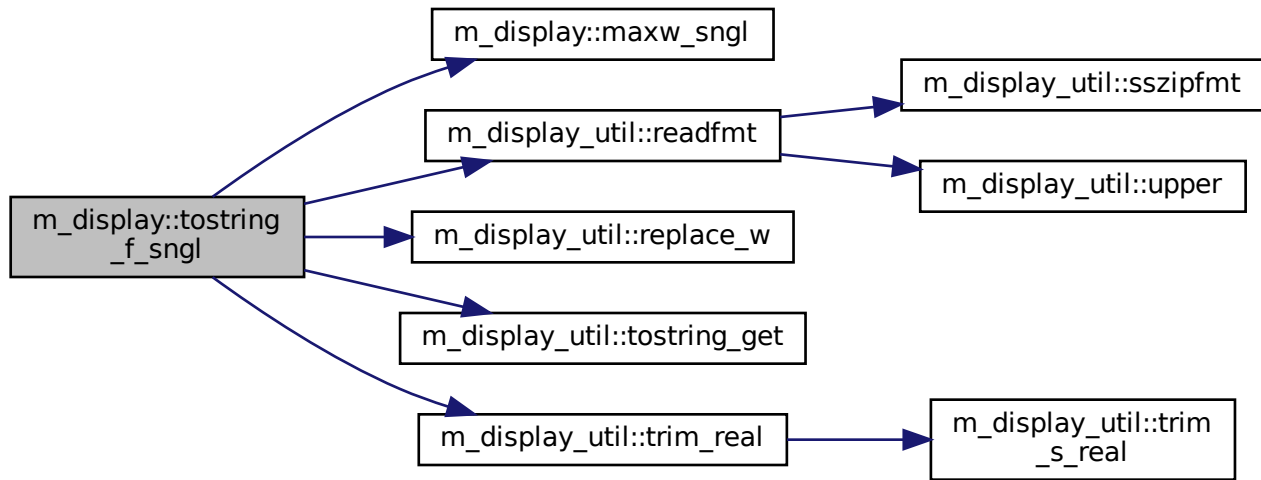 m_display::maxw_sngl
m_display_util::sszipfmt
m_display_util::readfmt
m_display_util::upper
m_display::tostring
_f_sngl
m_display_util::replace_w
m_display_util::tostring_get
m_display_util::trim_real
m_display_util::trim
_s_real